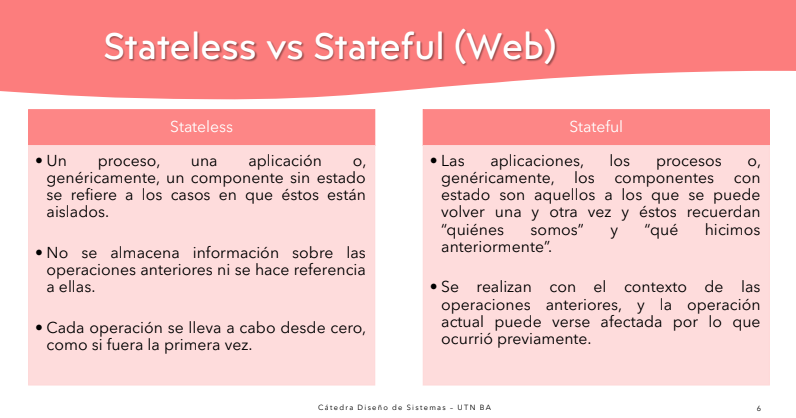 Stateless vs Stateful (Web)
Stateless
• Un proceso, una aplicación o,
genéricamente, un componente sin estado
se refiere a los casos en que éstos están
aislados.
• No se almacena información sobre las
operaciones anteriores ni se hace referencia
a ellas.
• Cada operación se lleva a cabo desde cero,
como si fuera la primera vez.
Stateful
• Las aplicaciones, los procesos o,
genéricamente, los componentes con
estado son aquellos a los que se puede
volver una y otra vez y éstos recuerdan
“quiénes somos” y “qué hicimos
anteriormente”.
• Se realizan con el contexto de las
operaciones anteriores, y la operación
actual puede verse afectada por lo que
ocurrió previamente.
Cátedra Diseño de Sistemas – UTN BA
6